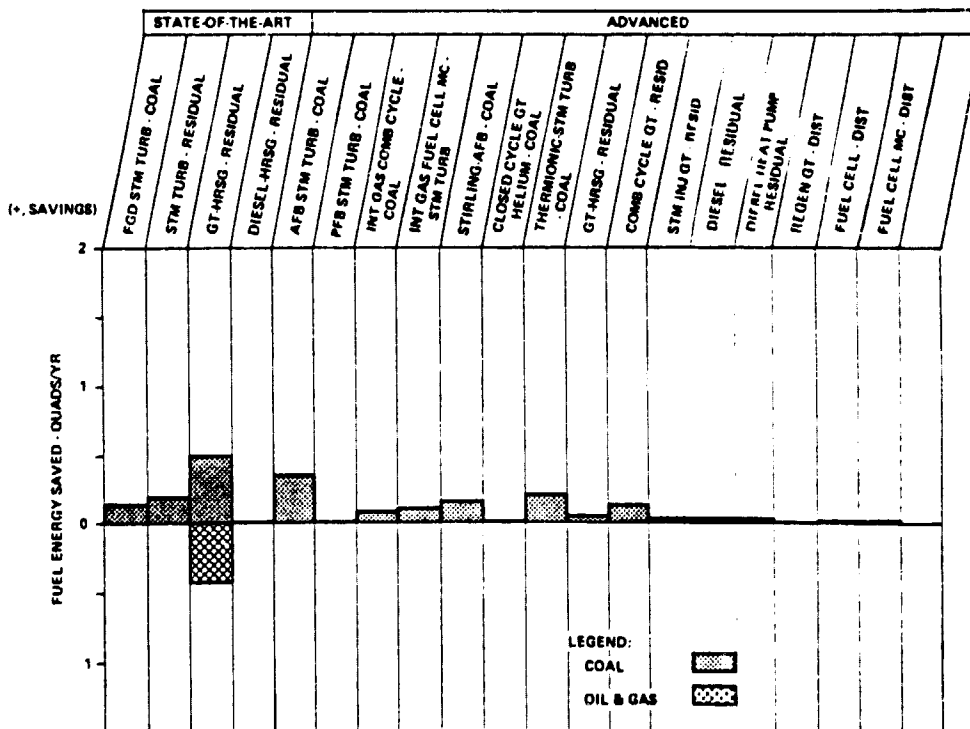 STATE-OF-THE-ART
ADVANCED
FGD STM TURB - COAL
STM TURB - RESIDUAL
GT-HRSG - RESIDUAL
DIESEL-HRSG - RESIDUAL
AFB STM TURB - COAL
PFB STM TURB - COAL
INT GAS COMB CYCLE -
COAL
INT GAS FUEL CELL MC -
STM TURB
STIRLING-AFB - COAL
CLOSED CYCLE GT
HELIUM - COAL
THERMIONIC-STM TURB
- COAL
GT-HRSG - RESIDUAL
COMB CYCLE GT - RESID
STM INJ GT - RESID
DIESEL - RESIDUAL
HEAT PUMP
RESIDUAL
GT - DIST
FUEL CELL - DIST
FUEL CELL MC - DIST
(+, SAVINGS)
FUEL ENERGY SAVED - QUADS/YR
2
1
0
1
LEGEND:
COAL
OIL & GAS